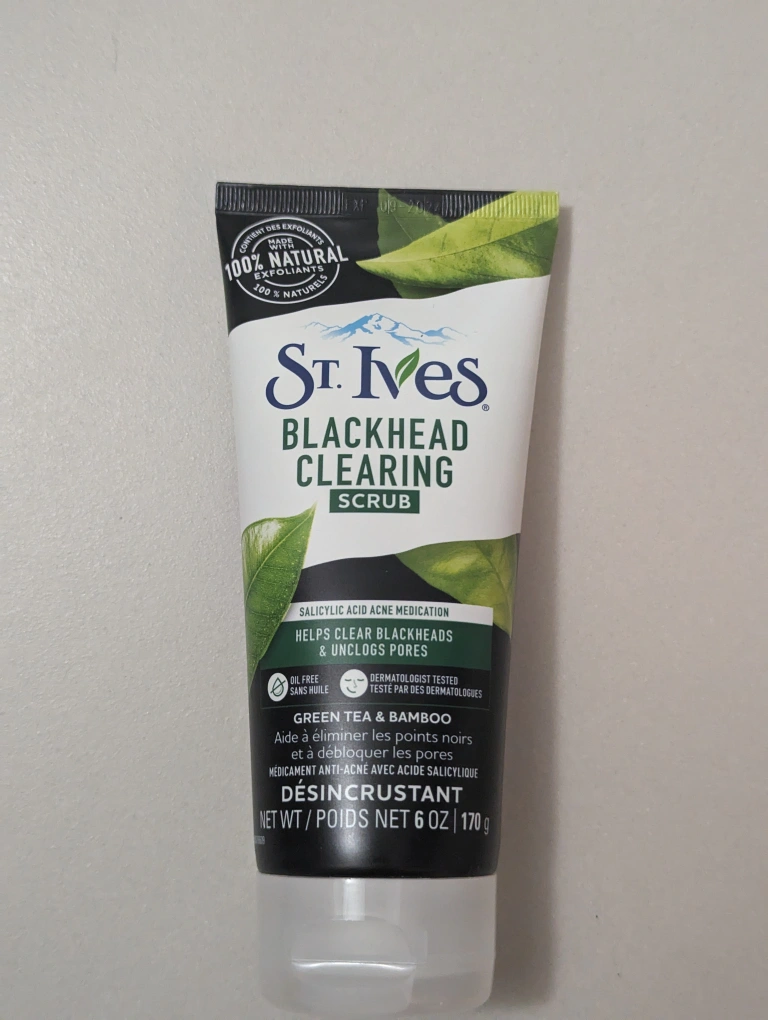 CONTIENT DES EXFOLIANTS
MADE
WITH
100% NATURAL
EXFOLIANTS
100 % NATURELS
ST. IVES®
BLACKHEAD
CLEARING
SCRUB
SALICYLIC ACID ACNE MEDICATION
HELPS CLEAR BLACKHEADS
& UNCLOGS PORES
OIL FREE
SANS HUILE
DERMATOLOGIST TESTED
TESTÉ PAR DES DERMATOLOGUES
GREEN TEA & BAMBOO
Aide à éliminer les points noirs
et à débloquer les pores
MÉDICAMENT ANTI-ACNÉ AVEC ACIDE SALICYLIQUE
DÉSINCRUSTANT
NET WT / POIDS NET 6 OZ | 170 g